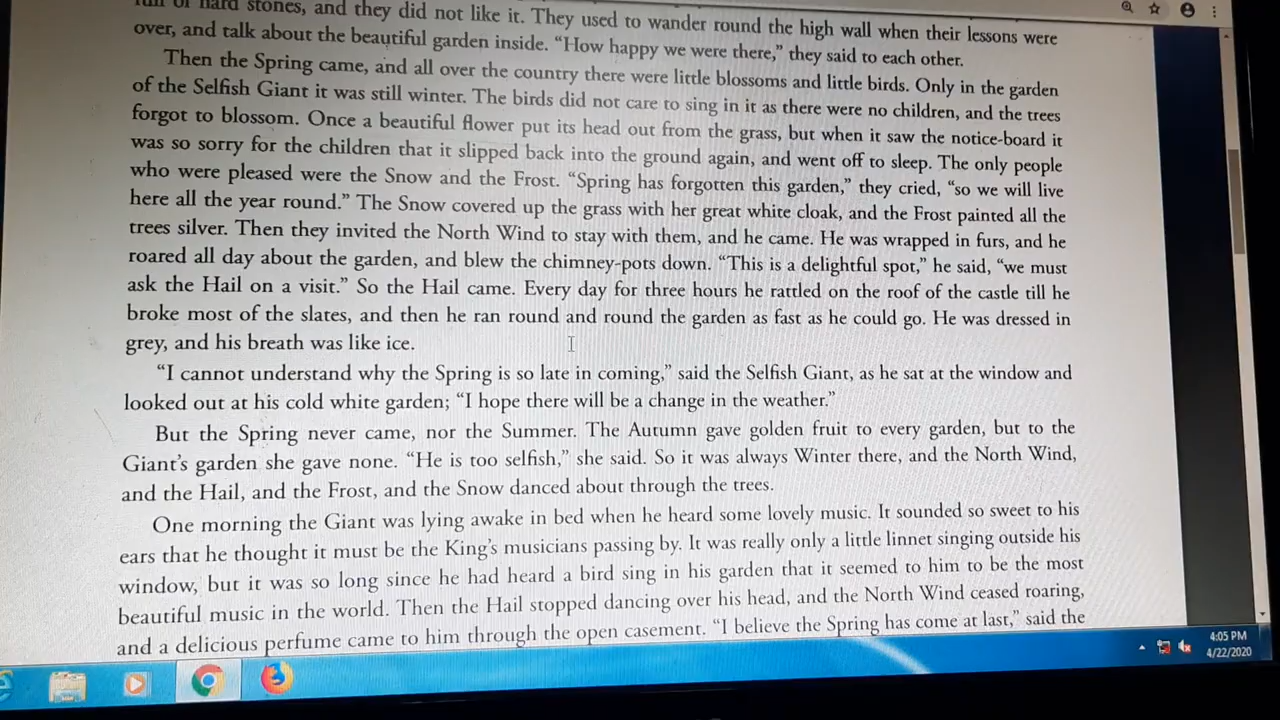 full of hard stones, and they did not like it. They used to wander round the high wall when their lessons were
over, and talk about the beautiful garden inside. “How happy we were there,” they said to each other.
Then the Spring came, and all over the country there were little blossoms and little birds. Only in the garden
of the Selfish Giant it was still winter. The birds did not care to sing in it as there were no children, and the trees
forgot to blossom. Once a beautiful flower put its head out from the grass, but when it saw the notice-board it
was so sorry for the children that it slipped back into the ground again, and went off to sleep. The only people
who were pleased were the Snow and the Frost. “Spring has forgotten this garden,” they cried, “so we will live
here all the year round.” The Snow covered up the grass with her great white cloak, and the Frost painted all the
trees silver. Then they invited the North Wind to stay with them, and he came. He was wrapped in furs, and he
roared all day about the garden, and blew the chimney-pots down. “This is a delightful spot,” he said, “we must
ask the Hail on a visit.” So the Hail came. Every day for three hours he rattled on the roof of the castle till he
broke most of the slates, and then he ran round and round the garden as fast as he could go. He was dressed in
grey, and his breath was like ice.
“I cannot understand why the Spring is so late in coming,” said the Selfish Giant, as he sat at the window and
looked out at his cold white garden; “I hope there will be a change in the weather.”
But the Spring never came, nor the Summer. The Autumn gave golden fruit to every garden, but to the
Giant’s garden she gave none. “He is too selfish,” she said. So it was always Winter there, and the North Wind,
and the Hail, and the Frost, and the Snow danced about through the trees.
One morning the Giant was lying awake in bed when he heard some lovely music. It sounded so sweet to his
ears that he thought it must be the King’s musicians passing by. It was really only a little linnet singing outside his
window, but it was so long since he had heard a bird sing in his garden that it seemed to him to be the most
beautiful music in the world. Then the Hail stopped dancing over his head, and the North Wind ceased roaring,
and a delicious perfume came to him through the open casement. “I believe the Spring has come at last,” said the
4:05 PM
4/22/2020